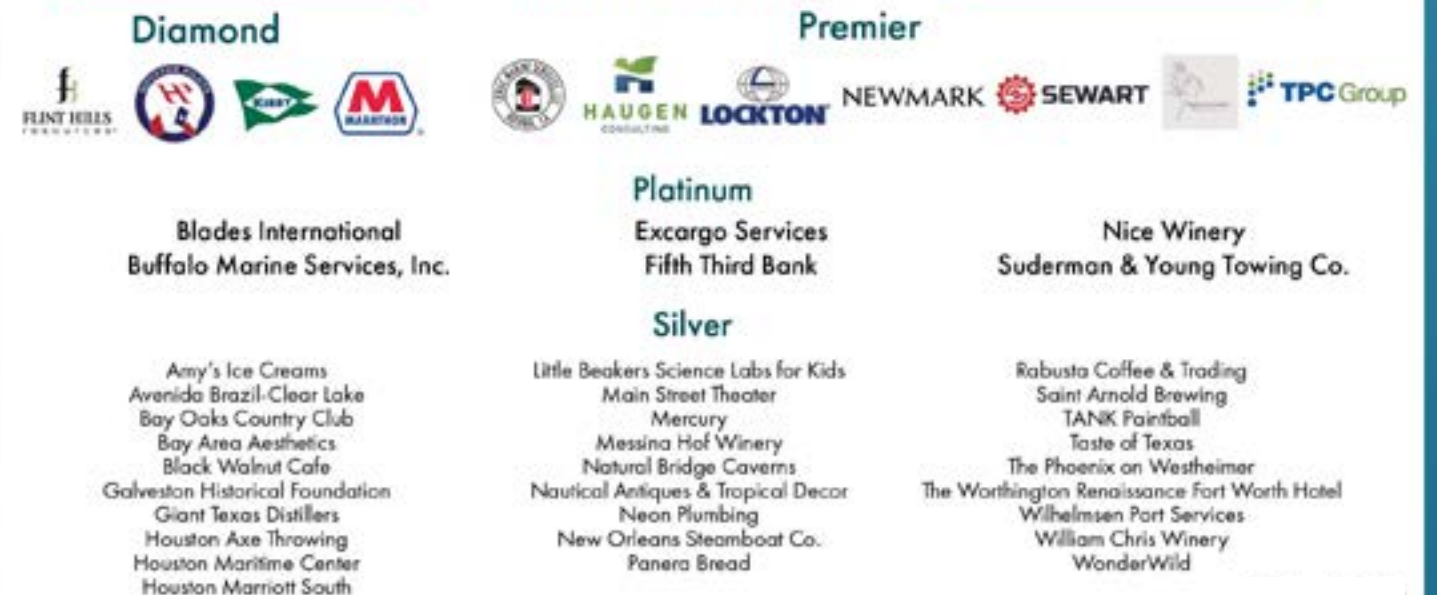 Diamond
Premier
FLINT HILLS
resources
KIRBY
M
MARATHON
HAUGEN
CONSULTING
LOCKTON
NEWMARK
SEWART
TPC Group
Platinum
Blades International
Buffalo Marine Services, Inc.
Excargo Services
Fifth Third Bank
Nice Winery
Suderman & Young Towing Co.
Silver
Amy's Ice Creams
Avenida Brazil-Clear Lake
Bay Oaks Country Club
Bay Area Aesthetics
Black Walnut Cafe
Galveston Historical Foundation
Giant Texas Distillers
Houston Axe Throwing
Houston Maritime Center
Houston Marriott South
Little Beakers Science Labs for Kids
Main Street Theater
Mercury
Messina Hof Winery
Natural Bridge Caverns
Nautical Antiques & Tropical Decor
Neon Plumbing
New Orleans Steamboat Co.
Panera Bread
Rabusta Coffee & Trading
Saint Arnold Brewing
TANK Paintball
Taste of Texas
The Phoenix on Westheimer
The Worthington Renaissance Fort Worth Hotel
Wilhelmsen Port Services
William Chris Winery
WonderWild